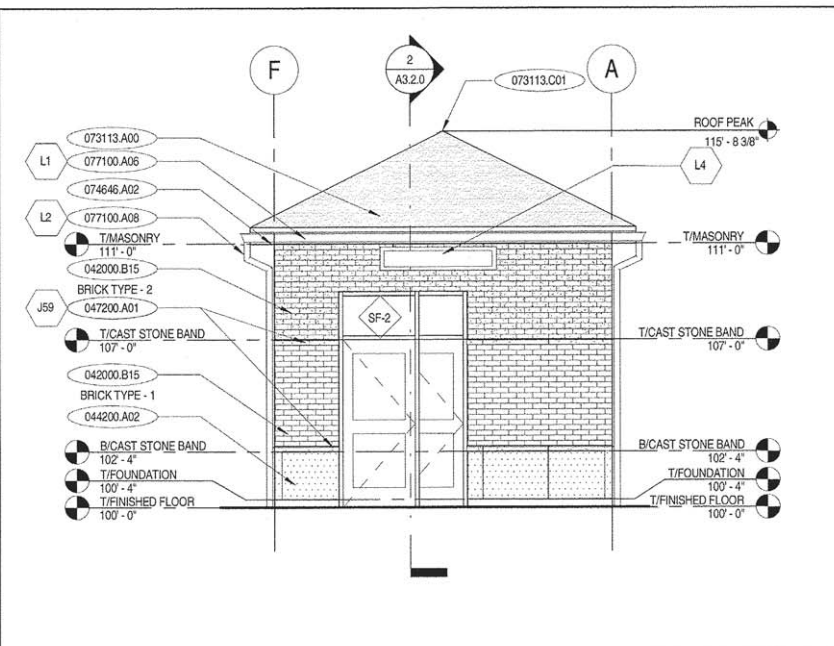 F
2
A3.2.0
A
073113.C01
ROOF PEAK
115' - 8 3/8"
073113.A00
L1
077100.A06
L4
074646.A02
L2
077100.A08
T/MASONRY
111' - 0"
T/MASONRY
111' - 0"
042000.B15
BRICK TYPE - 2
J59
047200.A01
SF-2
T/CAST STONE BAND
107' - 0"
T/CAST STONE BAND
107' - 0"
042000.B15
BRICK TYPE - 1
044200.A02
B/CAST STONE BAND
102' - 4"
B/CAST STONE BAND
102' - 4"
T/FOUNDATION
100' - 4"
T/FOUNDATION
100' - 4"
T/FINISHED FLOOR
100' - 0"
T/FINISHED FLOOR
100' - 0"